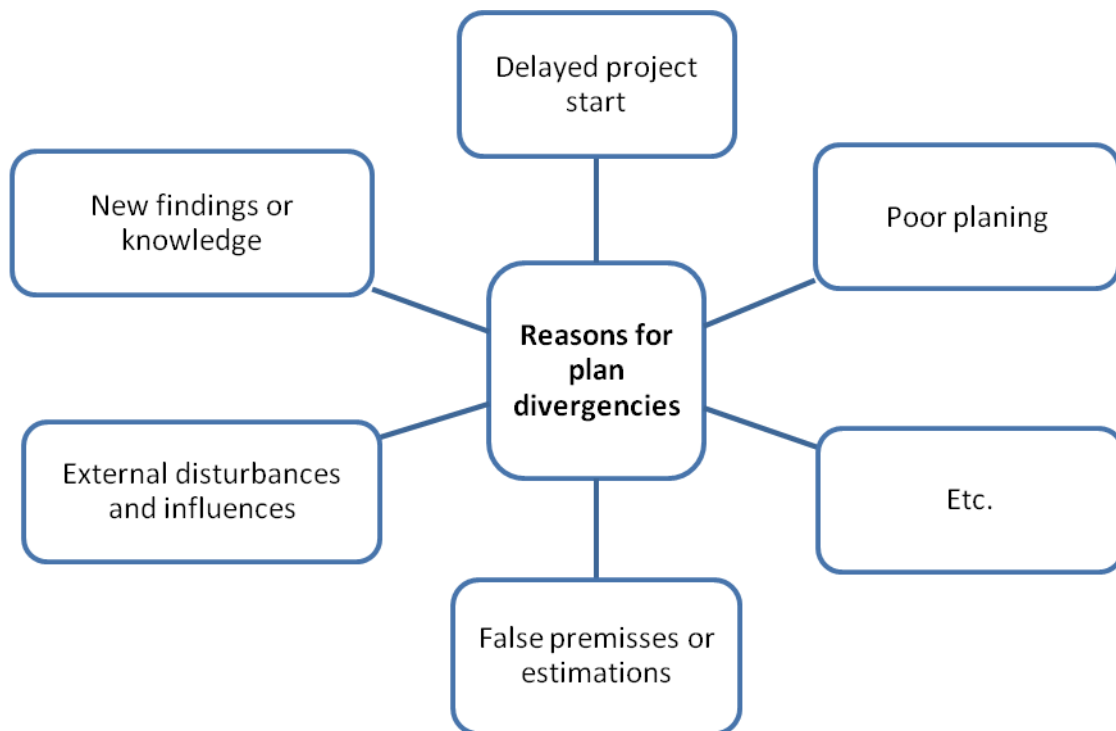 Delayed project
start
New findings or
knowledge
Poor planing
Reasons for
plan
divergencies
External disturbances
and influences
Etc.
False premisses or
estimations